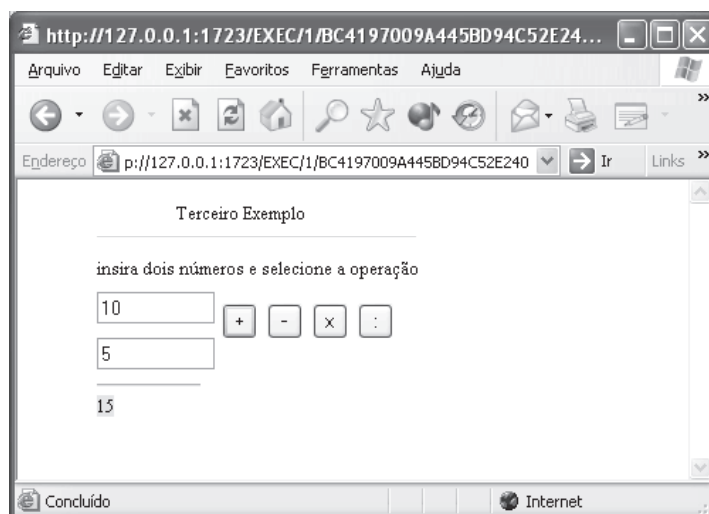 http://127.0.0.1:1723/EXEC/1/BC4197009A445BD94C52E24...
Arquivo Editar Exibir Favoritos Ferramentas Ajuda
»
Endereço p://127.0.0.1:1723/EXEC/1/BC4197009A445BD94C52E240 Ir Links »
Terceiro Exemplo
insira dois números e selecione a operação
10
+ - x :
5
15
Concluído Internet